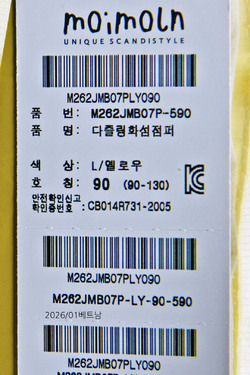 moimoln
UNIQUE SCANDISTYLE
M262JMB07PLY090
품 번: M262JMB07P-590
품 명: 다즐링화섬점퍼
색 상: L/옐로우
호 칭: 90 (90-130)
안전확인신고
확인증번호 : CB014R731-2005
M262JMB07PLY090
M262JMB07P-LY-90-590
2026/01베트남
M262JMB07PLY090